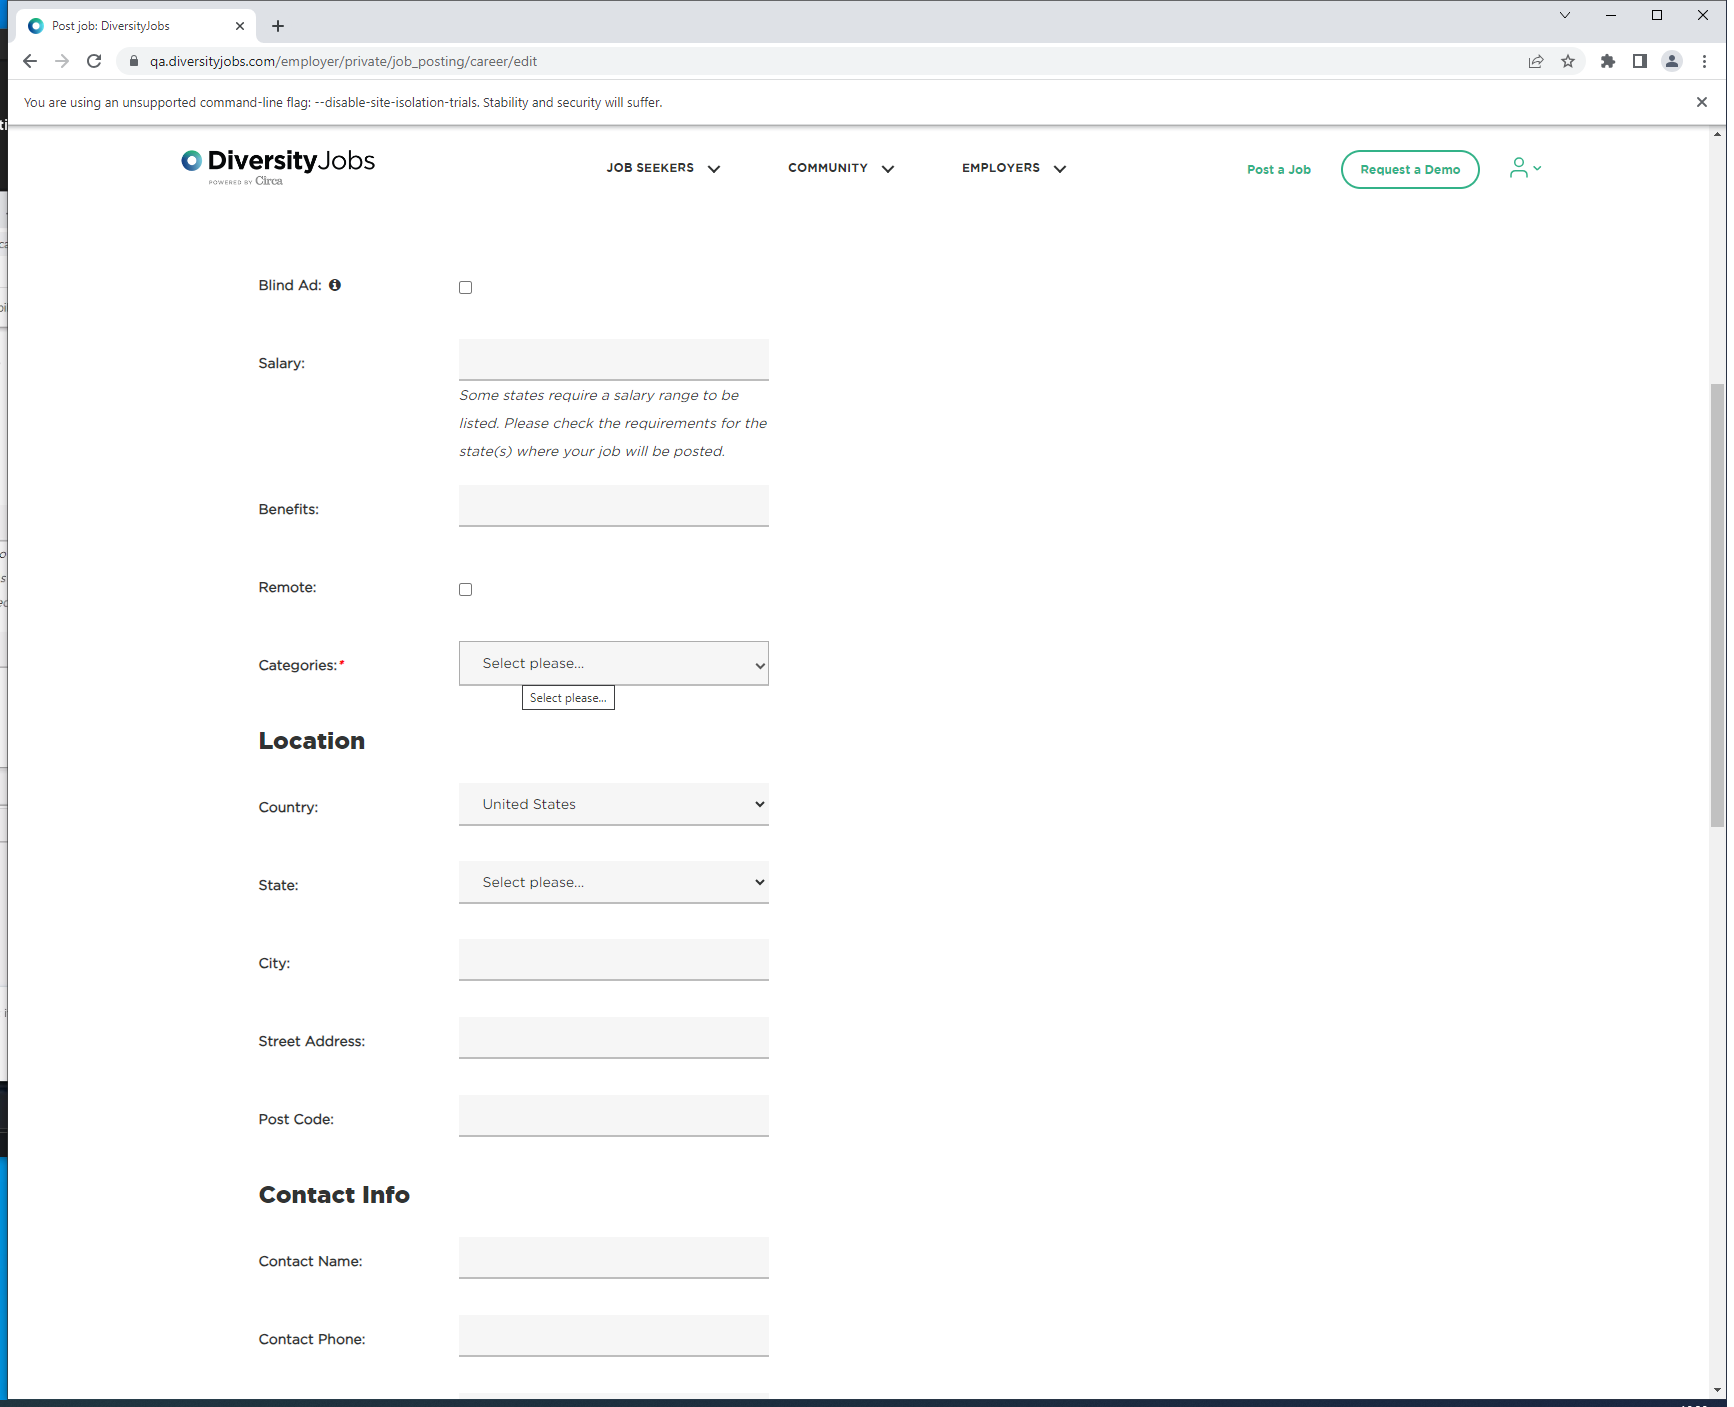 Post job: DiversityJobs
qa.diversityjobs.com/employer/private/job_posting/career/edit
You are using an unsupported command-line flag: --disable-site-isolation-trials. Stability and security will suffer.
DiversityJobs
POWERED BY Circa
JOB SEEKERS
COMMUNITY
EMPLOYERS
Post a Job
Request a Demo
Blind Ad:
Salary:
Some states require a salary range to be
listed. Please check the requirements for the
state(s) where your job will be posted.
Benefits:
Remote:
Categories:*
Select please...
Select please...
Location
Country:
United States
State:
Select please...
City:
Street Address:
Post Code:
Contact Info
Contact Name:
Contact Phone: